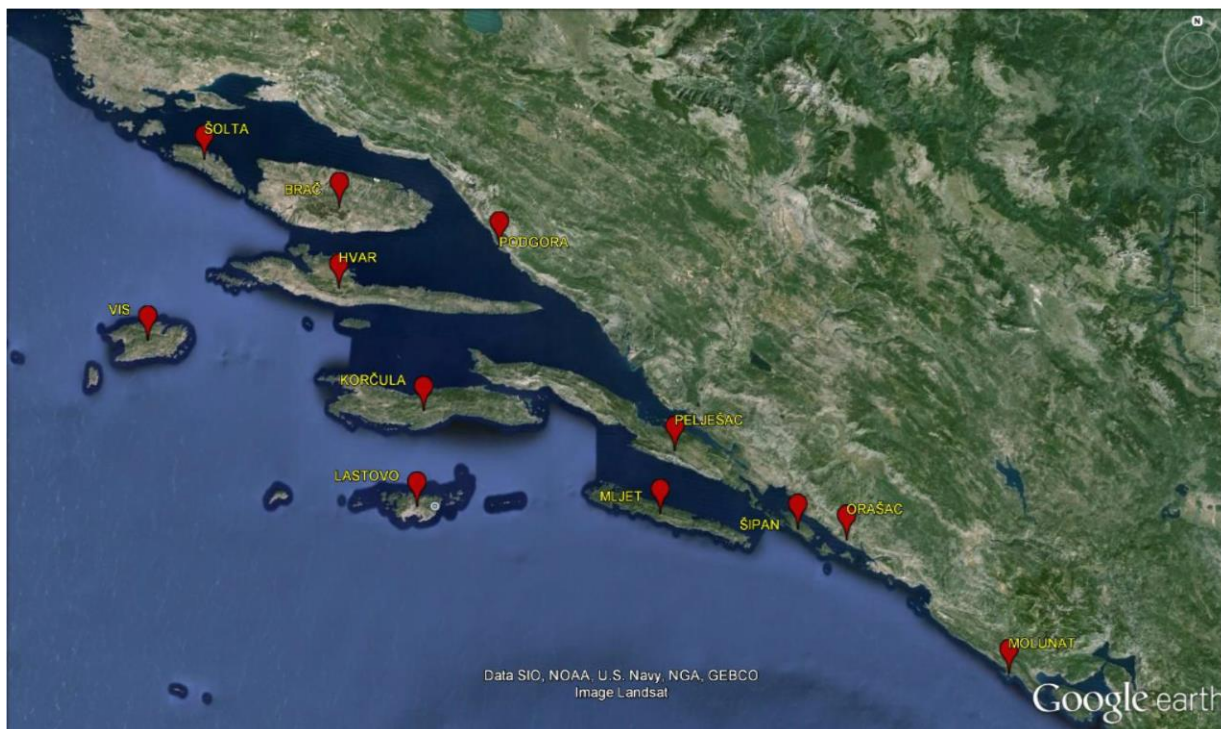 N
ŠOLTA
BRAČ
PODGORA
HVAR
VIS
KORČULA
PELJEŠAC
LASTOVO
MLJET
ŠIPAN
ORAŠAC
MOLUNAT
Data SIO, NOAA, U.S. Navy, NGA, GEBCO
Image Landsat
Google earth